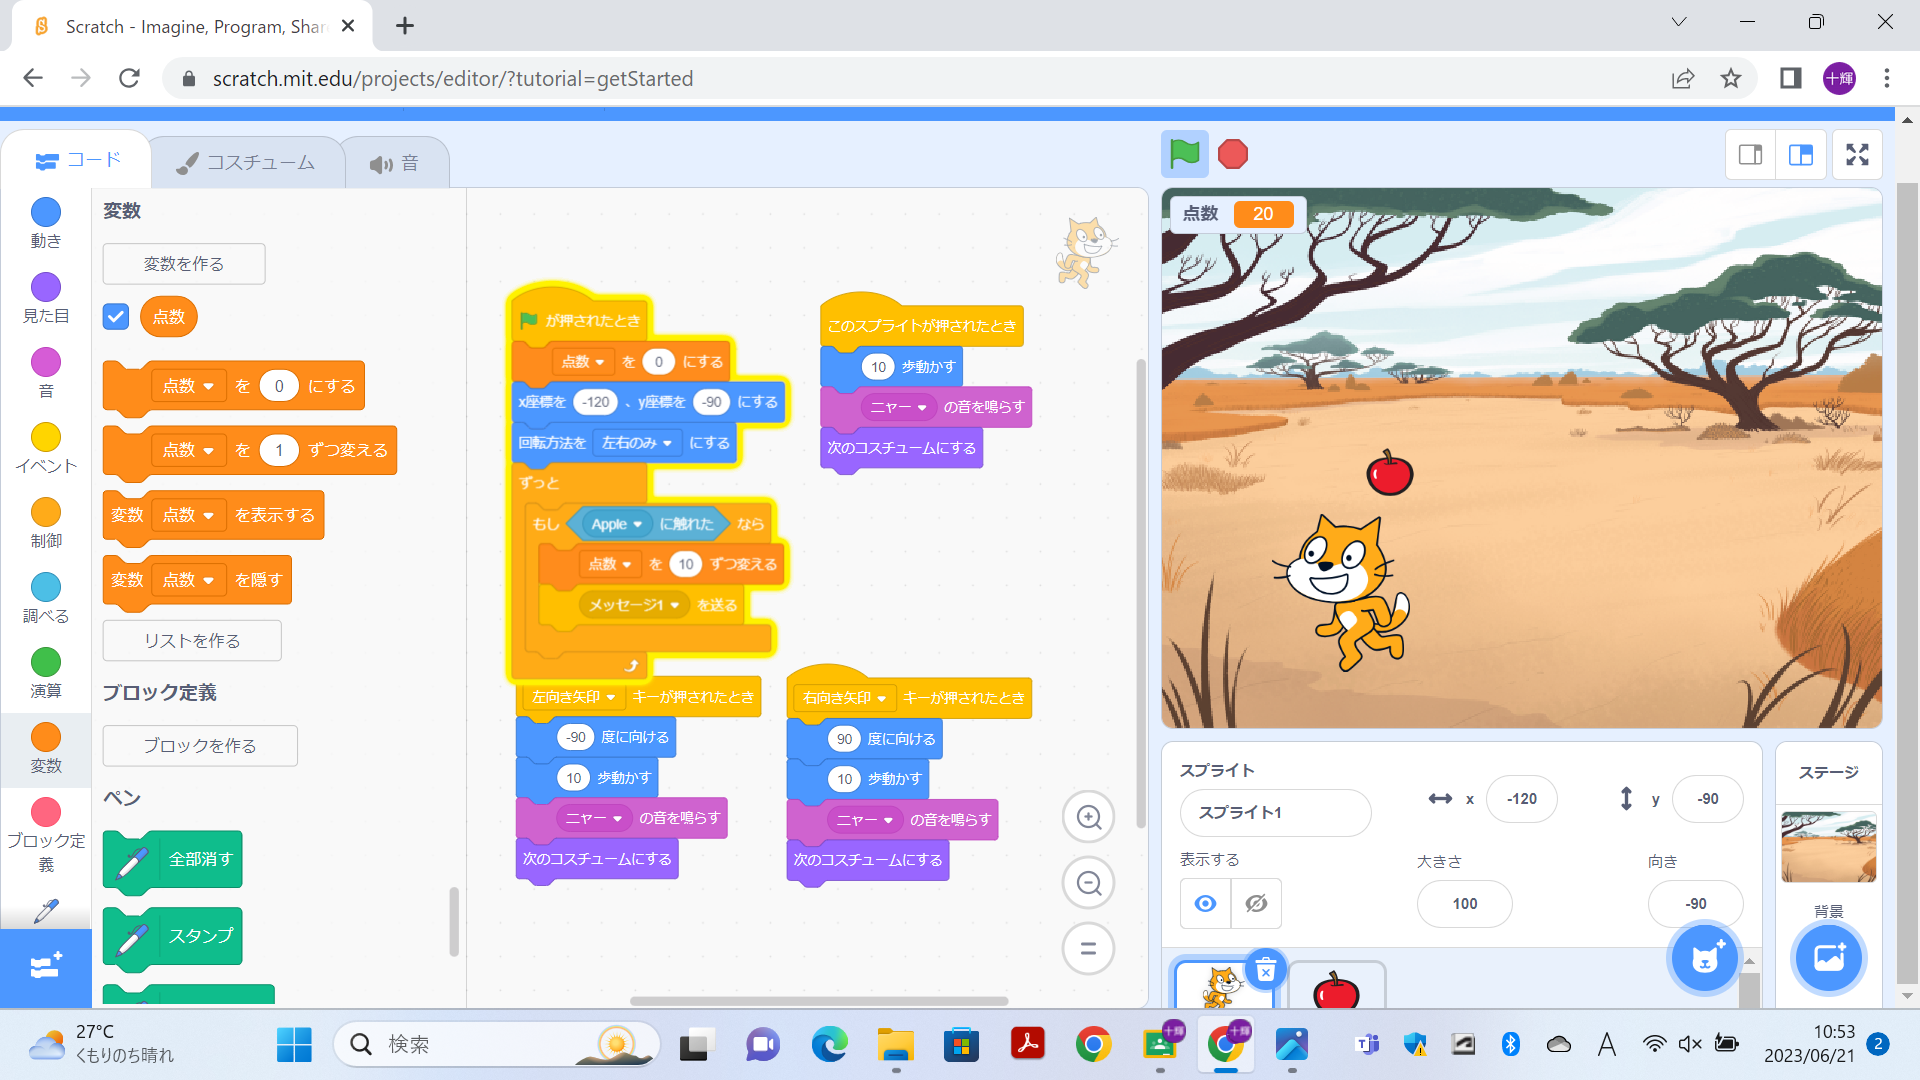 Scratch - Imagine, Program, Shar
scratch.mit.edu/projects/editor/?tutorial=getStarted
十輝
コード
コスチューム
音
動き
見た目
音
イベント
制御
調べる
演算
変数
ブロック定
義
変数
変数を作る
点数
点数 を 0 にする
点数 を 1 ずつ変える
変数 点数 を表示する
変数 点数 を隠す
リストを作る
ブロック定義
ブロックを作る
ペン
全部消す
スタンプ
が押されたとき
点数 を 0 にする
x座標を -120 、y座標を -90 にする
回転方法を 左右のみ にする
ずっと
もし Apple に触れた なら
点数 を 10 ずつ変える
メッセージ1 を送る
このスプライトが押されたとき
10 歩動かす
ニャー の音を鳴らす
次のコスチュームにする
左向き矢印 キーが押されたとき
-90 度に向ける
10 歩動かす
ニャー の音を鳴らす
次のコスチュームにする
右向き矢印 キーが押されたとき
90 度に向ける
10 歩動かす
ニャー の音を鳴らす
次のコスチュームにする
点数 20
スプライト
スプライト1
x -120
y -90
表示する
大きさ
100
向き
-90
ステージ
背景
27°C
くもりのち晴れ
検索
十輝
十輝
A
10:53
2023/06/21
2